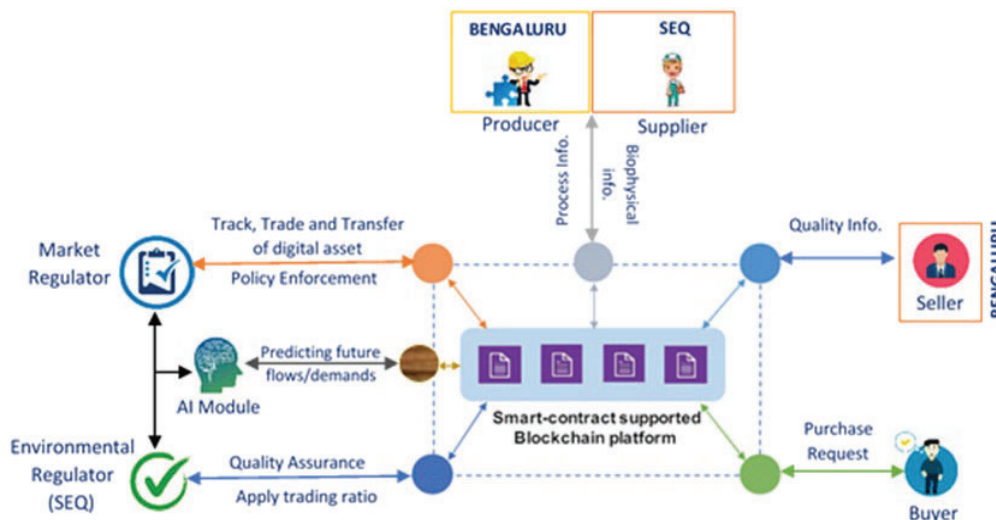 BENGALURU
SEQ
Producer
Supplier
Process Info.
Biophysical
info.
Market
Regulator
Track, Trade and Transfer
of digital asset
Policy Enforcement
Quality Info.
Seller
BENGALURU
AI Module
Predicting future
flows/demands
Smart-contract supported
Blockchain platform
Environmental
Regulator
(SEQ)
Quality Assurance
Apply trading ratio
Purchase
Request
Buyer